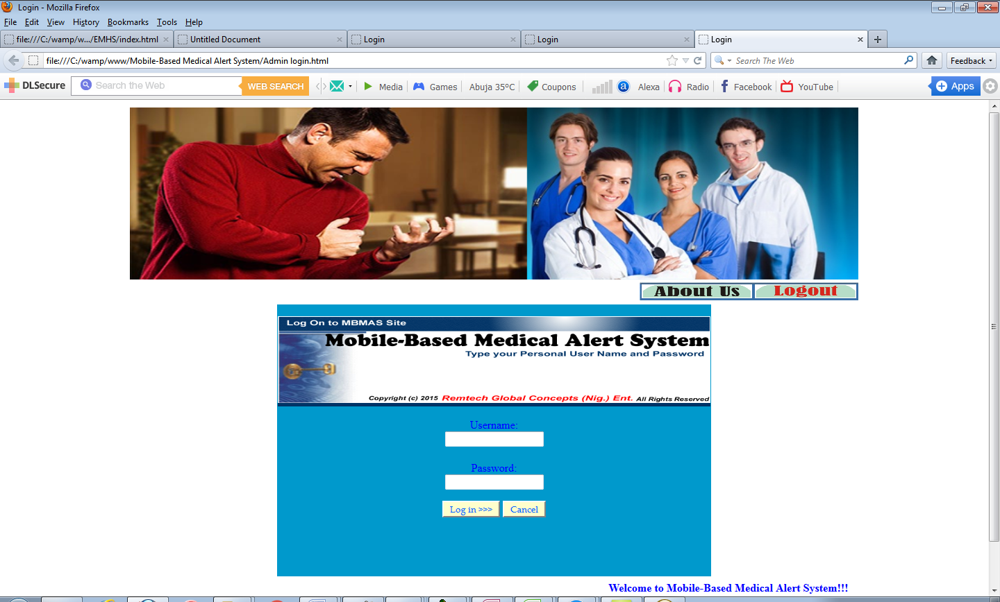 Login - Mozilla Firefox
File Edit View History Bookmarks Tools Help
file:///C:/wamp/w.../EMHS/index.html Untitled Document Login Login Login
file:///C:/wamp/www/Mobile-Based Medical Alert System/Admin login.html Search The Web Feedback
DLSecure Search the Web WEB SEARCH Media Games Abuja 35°C Coupons a Alexa Radio Facebook YouTube Apps
About Us Logout
Log On to MBMAS Site
Mobile-Based Medical Alert System
Type your Personal User Name and Password
Copyright (c) 2015 Remtech Global Concepts (Nig.) Ent. All Rights Reserved
Username:
Password:
Log in >>> Cancel
Welcome to Mobile-Based Medical Alert System!!!